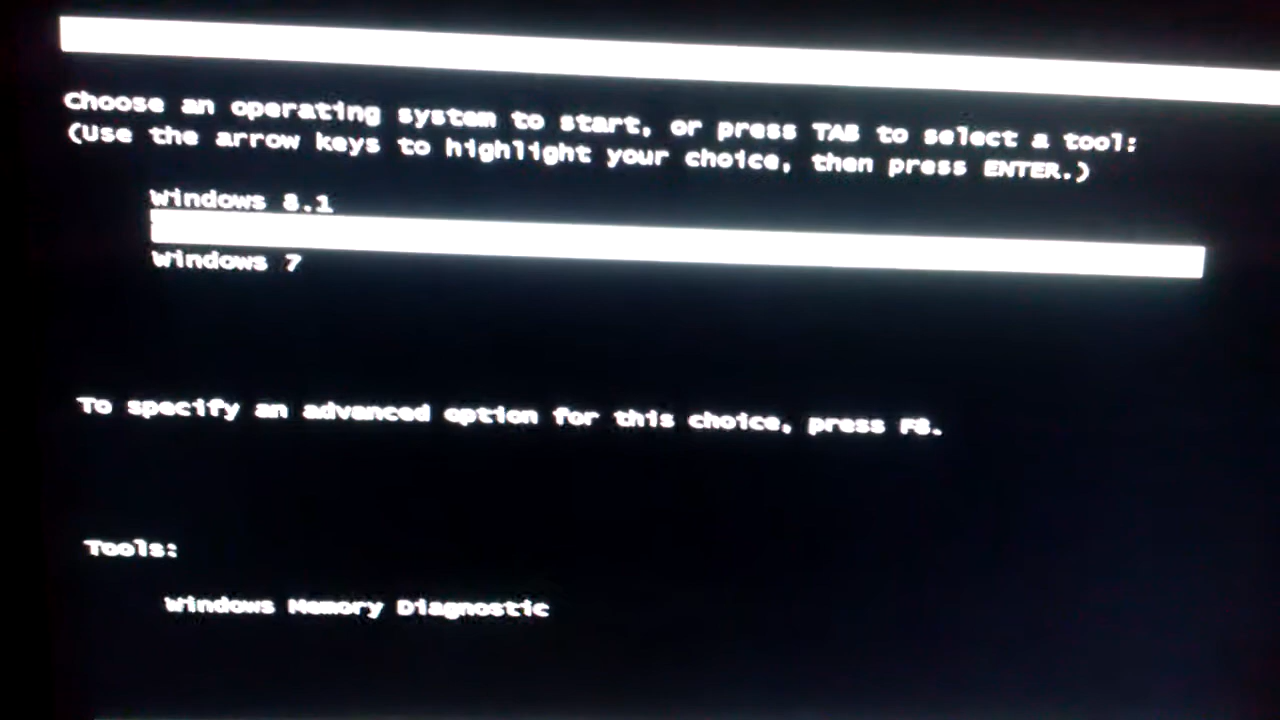 Choose an operating system to start, or press TAB to select a tool:
(Use the arrow keys to highlight your choice, then press ENTER.)
Windows 8.1
Windows 7
To specify an advanced option for this choice, press F8.
Tools:
Windows Memory Diagnostic